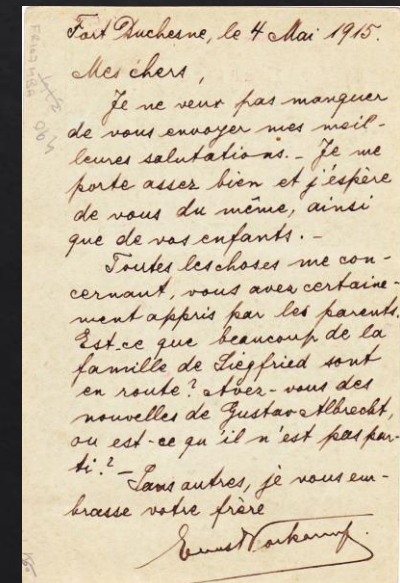 Fort Duchesne, le 4 Mai 1915.
Mes chers,
Je ne veux pas manquer
de vous envoyer mes meil-
leures salutations. - Je me
porte assez bien et j'éspère
de vous du même, ainsi
que de vos enfants. -
Toutes les choses me con-
cernant, vous avez certaine-
ment appris par les parents.
Est-ce que beaucoup de la
famille de Siegfried sont
en route? Avez-vous des
nouvelles de Gustav Albrecht,
ou est-ce qu'il n'est pas par-
ti? -
Sans autres, je vous em-
brasse votre frère
Ernst